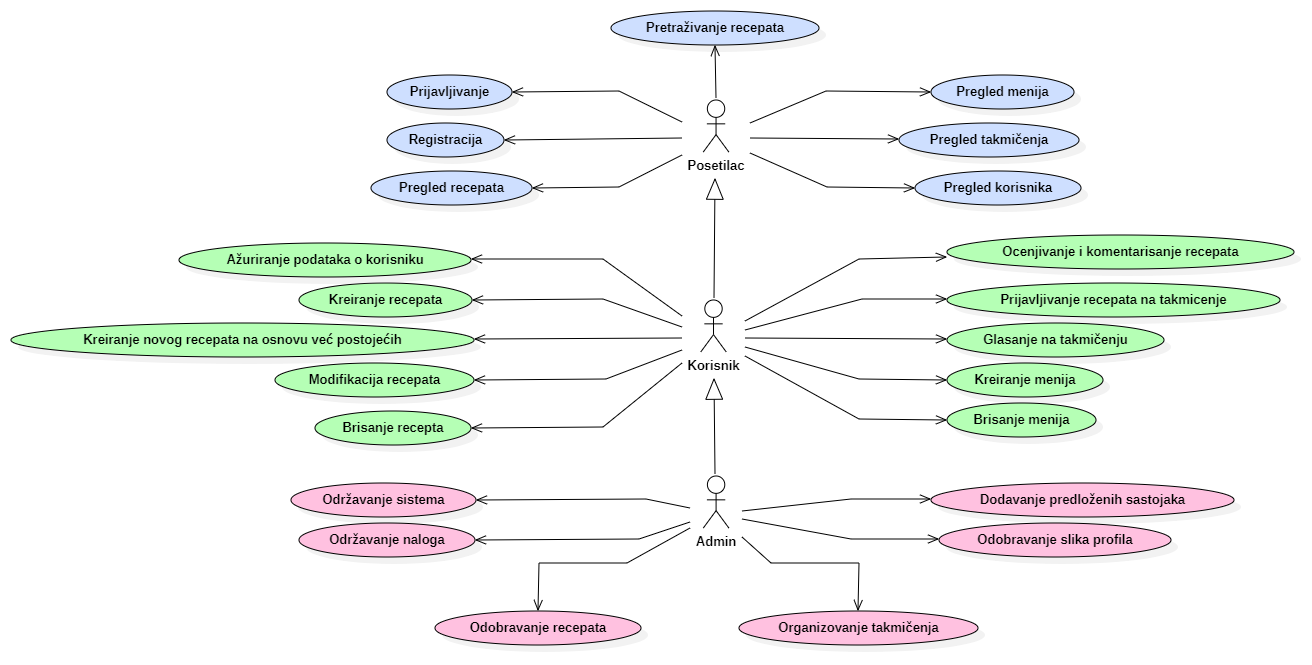 Pretraživanje recepata
Prijavljivanje
Pregled menija
Registracija
Pregled takmičenja
Posetilac
Pregled recepata
Pregled korisnika
Ažuriranje podataka o korisniku
Ocenjivanje i komentarisanje recepata
Kreiranje recepata
Prijavljivanje recepata na takmicenje
Kreiranje novog recepata na osnovu već postojećih
Glasanje na takmičenju
Korisnik
Modifikacija recepata
Kreiranje menija
Brisanje recepta
Brisanje menija
Održavanje sistema
Dodavanje predloženih sastojaka
Održavanje naloga
Odobravanje slika profila
Admin
Odobravanje recepata
Organizovanje takmičenja